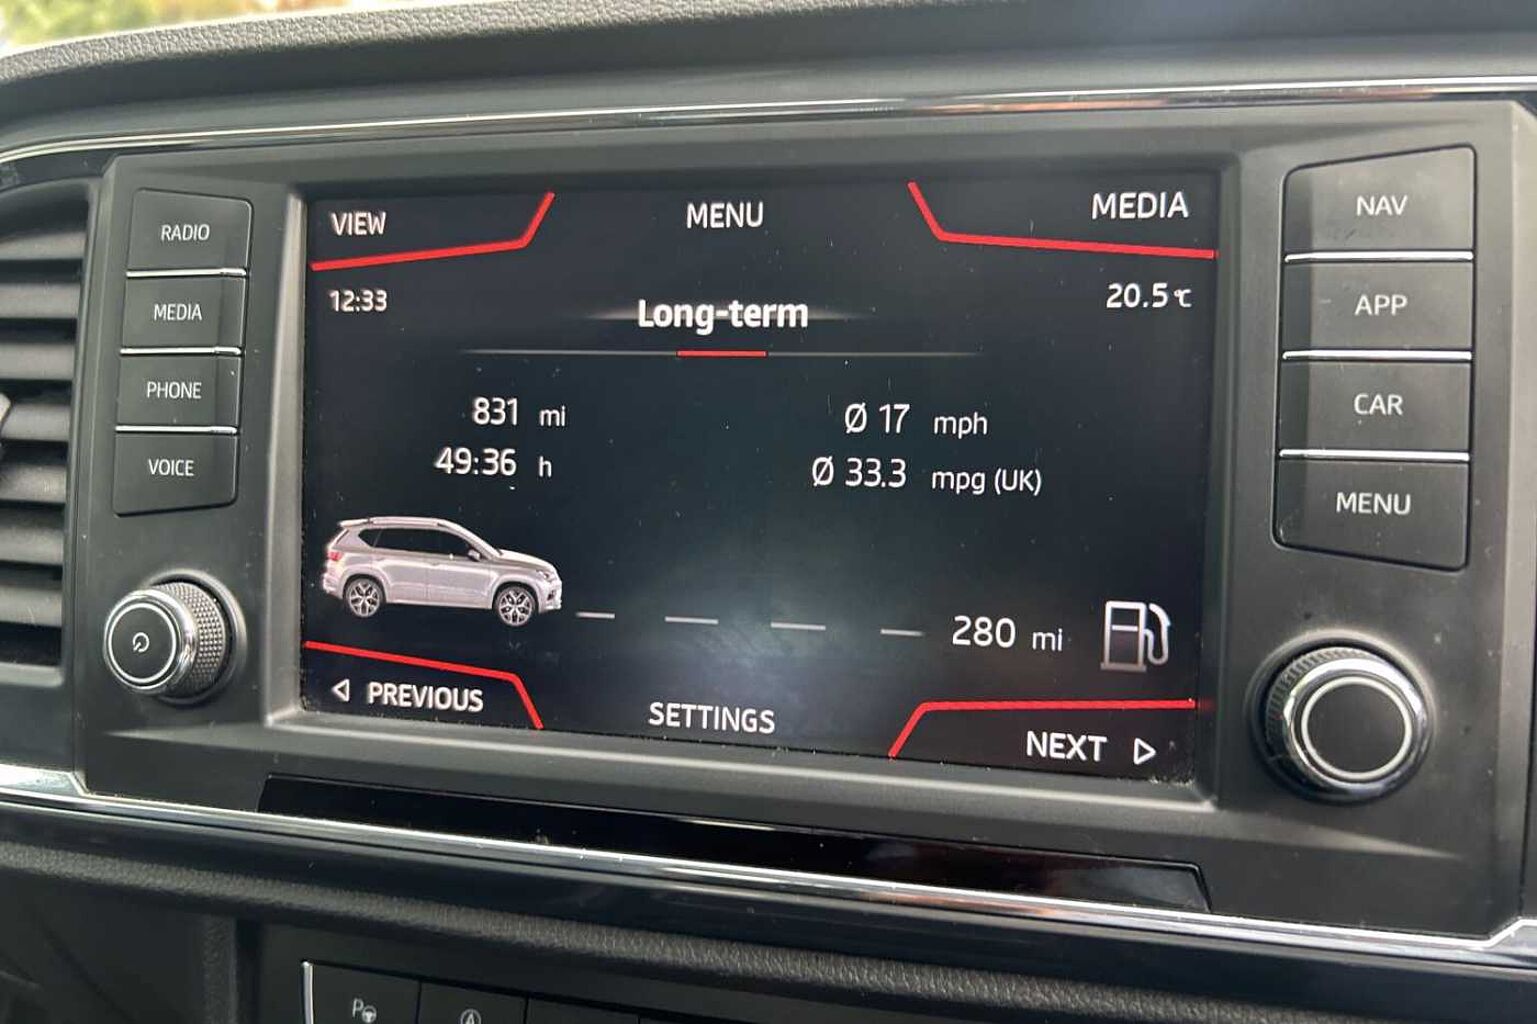 RADIO
MEDIA
PHONE
VOICE
VIEW
MENU
MEDIA
12:33
Long-term
20.5°C
831 mi
Ø 17 mph
49:36 h
Ø 33.3 mpg (UK)
280 mi
PREVIOUS
SETTINGS
NEXT
NAV
APP
CAR
MENU
P
A